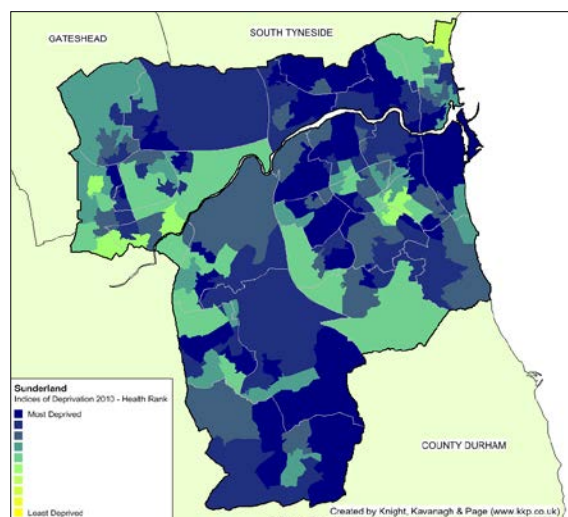 GATESHEAD
SOUTH TYNESIDE
COUNTY DURHAM
Sunderland
Indices of Deprivation 2010 - Health Rank
Most Deprived
Least Deprived
Created by Knight, Kavanagh & Page (www.kkp.co.uk)